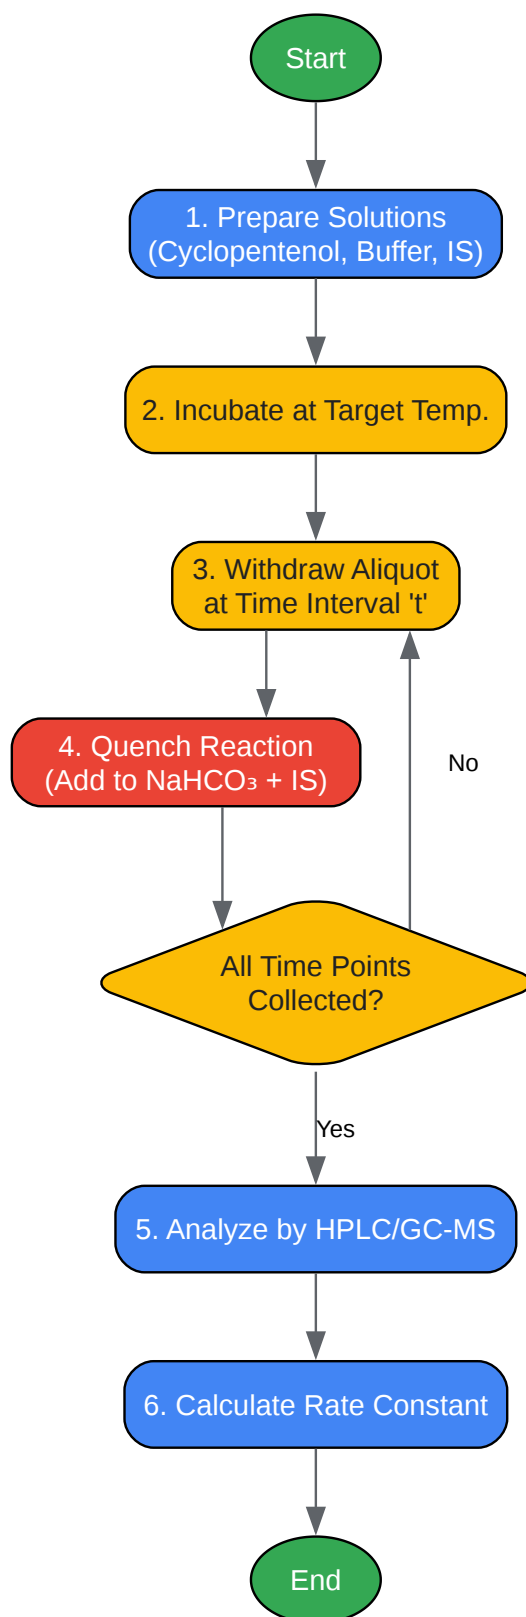 Start
1. Prepare Solutions
(Cyclopentenol, Buffer, IS)
2. Incubate at Target Temp.
3. Withdraw Aliquot
at Time Interval 't'
4. Quench Reaction
(Add to NaHCO₃ + IS)
No
All Time Points
Collected?
Yes
5. Analyze by HPLC/GC-MS
6. Calculate Rate Constant
End